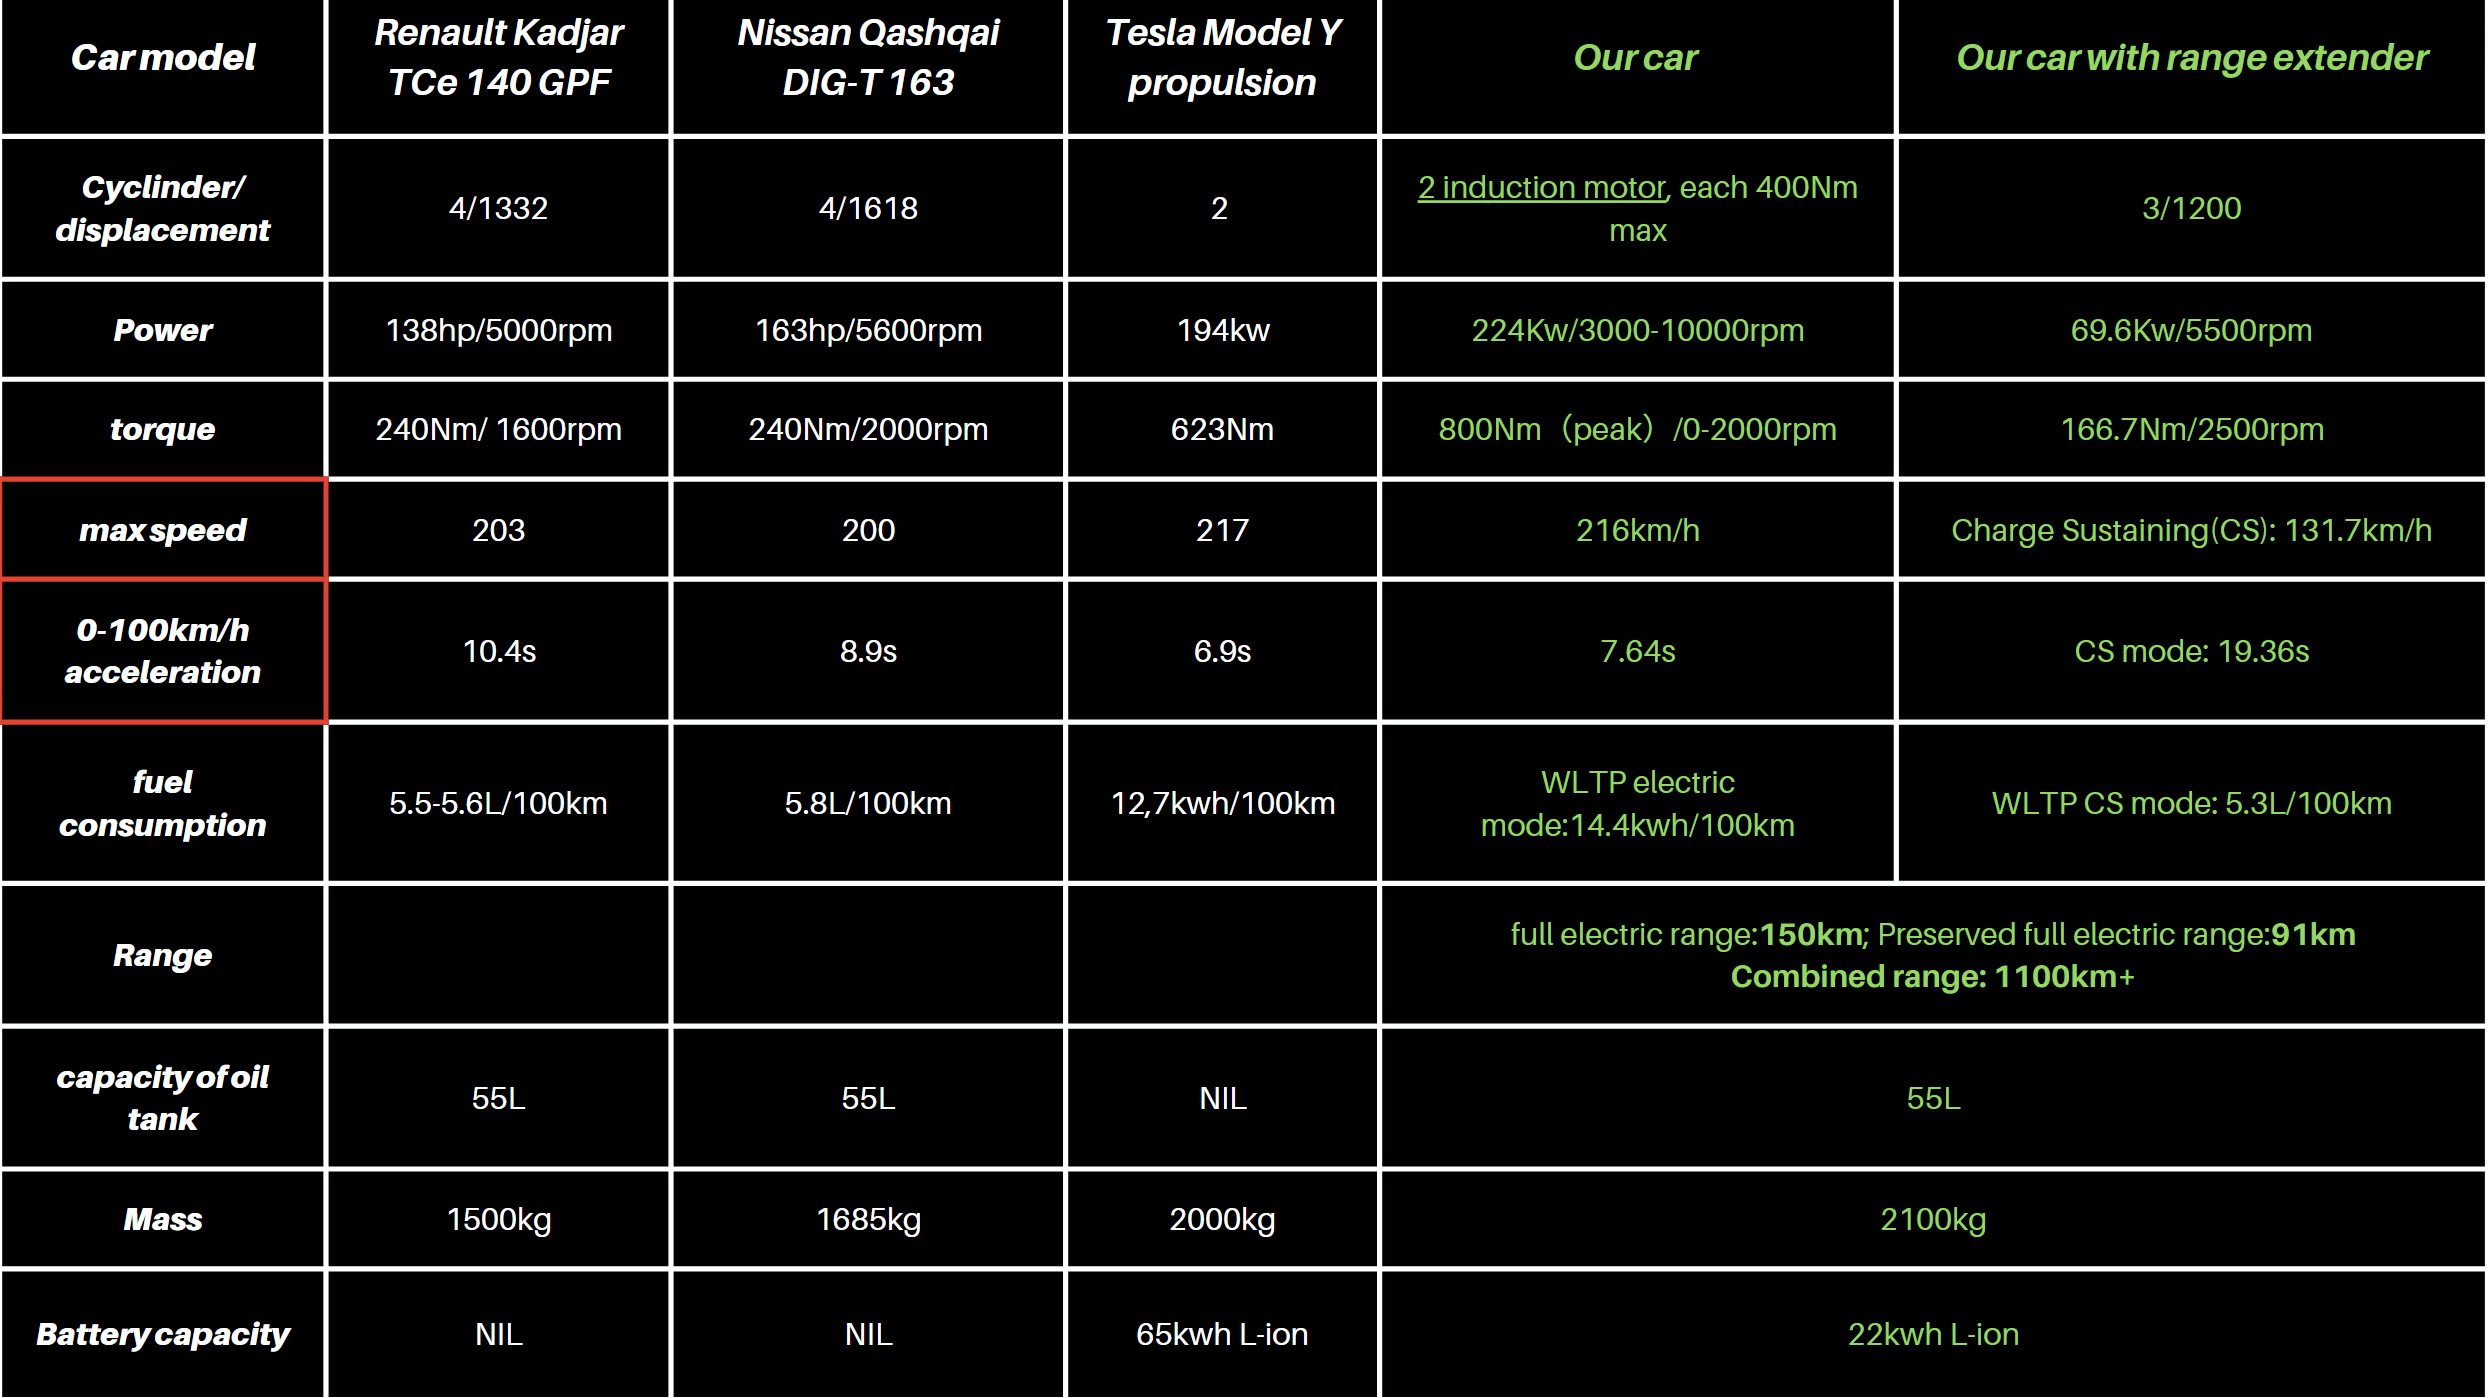 Car model
Renault Kadjar
TCe 140 GPF
Nissan Qashqai
DIG-T 163
Tesla Model Y
propulsion
Our car
Our car with range extender
Cyclinder/
displacement
4/1332
4/1618
2
2 induction motor, each 400Nm
max
3/1200
Power
138hp/5000rpm
163hp/5600rpm
194kw
224Kw/3000-10000rpm
69.6Kw/5500rpm
torque
240Nm/ 1600rpm
240Nm/2000rpm
623Nm
800Nm（peak）/0-2000rpm
166.7Nm/2500rpm
max speed
203
200
217
216km/h
Charge Sustaining(CS): 131.7km/h
0-100km/h
acceleration
10.4s
8.9s
6.9s
7.64s
CS mode: 19.36s
fuel
consumption
5.5-5.6L/100km
5.8L/100km
12,7kwh/100km
WLTP electric
mode:14.4kwh/100km
WLTP CS mode: 5.3L/100km
Range
full electric range:150km; Preserved full electric range:91km
Combined range: 1100km+
capacity of oil
tank
55L
55L
NIL
55L
Mass
1500kg
1685kg
2000kg
2100kg
Battery capacity
NIL
NIL
65kwh L-ion
22kwh L-ion